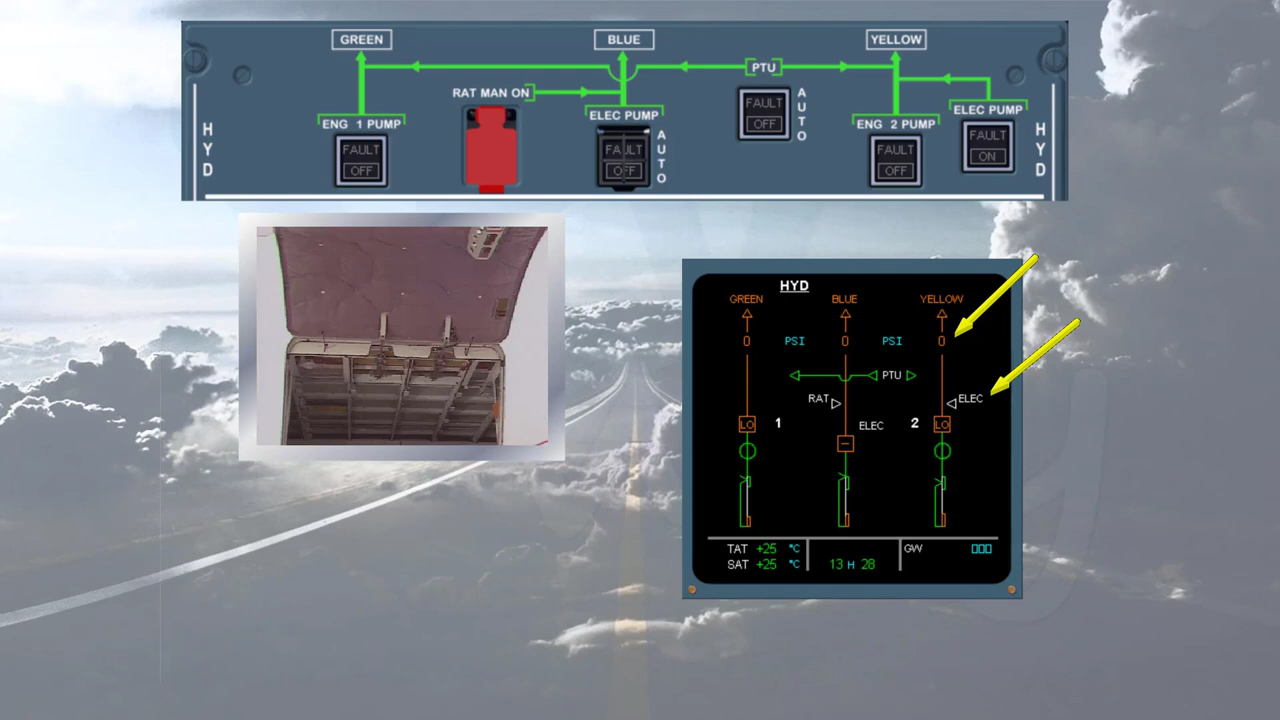 GREEN BLUE YELLOW
PTU
RAT MAN ON
ENG 1 PUMP ELEC PUMP ENG 2 PUMP ELEC PUMP
HYD
FAULT
OFF
FAULT
OFF
AUTO
FAULT
OFF
AUTO
FAULT
OFF
FAULT
ON
HYD
HYD
GREEN BLUE YELLOW
0 PSI 0 PSI 0
PTU
RAT ELEC
LO 1 ELEC 2 LO
TAT +25 °C GW
SAT +25 °C 13 H 28